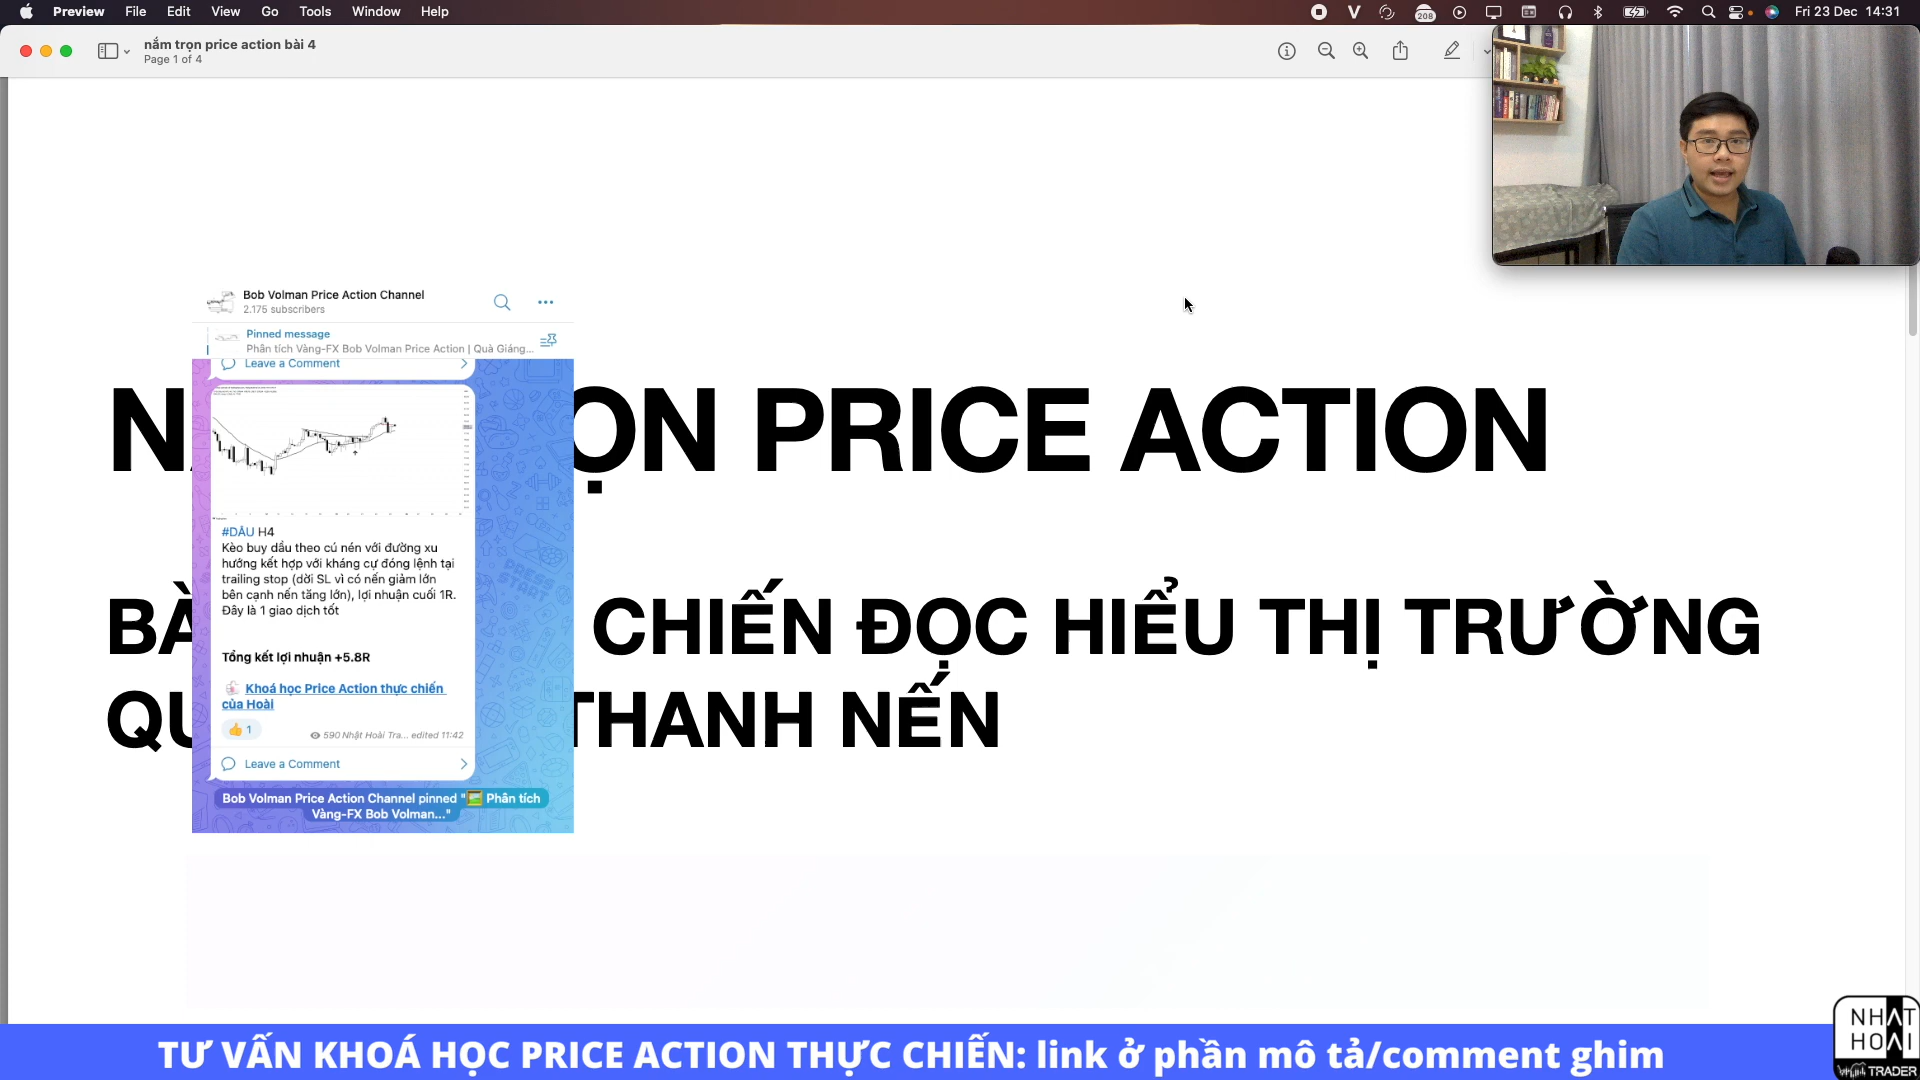 Preview File Edit View Go Tools Window Help
208
Fri 23 Dec 14:31
nắm trọn price action bài 4
Page 1 of 4
Bob Volman Price Action Channel
2.175 subscribers
Pinned message
Phân tích Vàng-FX Bob Volman Price Action | Quà Giáng...
Leave a Comment
N ỌN PRICE ACTION
#DẦU H4
Kèo buy dầu theo cú nén với đường xu
hướng kết hợp với kháng cự đóng lệnh tại
trailing stop (dời SL vì có nến giảm lớn
bên cạnh nến tăng lớn), lợi nhuận cuối 1R.
Đây là 1 giao dịch tốt
Tổng kết lợi nhuận +5.8R
Khoá học Price Action thực chiến
của Hoài
1
590 Nhật Hoài Tra... edited 11:42
Leave a Comment
Bob Volman Price Action Channel pinned "Phân tích
Vàng-FX Bob Volman..."
PRESS
START
BÀ CHIẾN ĐỌC HIỂU THỊ TRƯỜNG
QU THANH NẾN
TƯ VẤN KHOÁ HỌC PRICE ACTION THỰC CHIẾN: link ở phần mô tả/comment ghim
NHẬT
HOÀI
TRADER